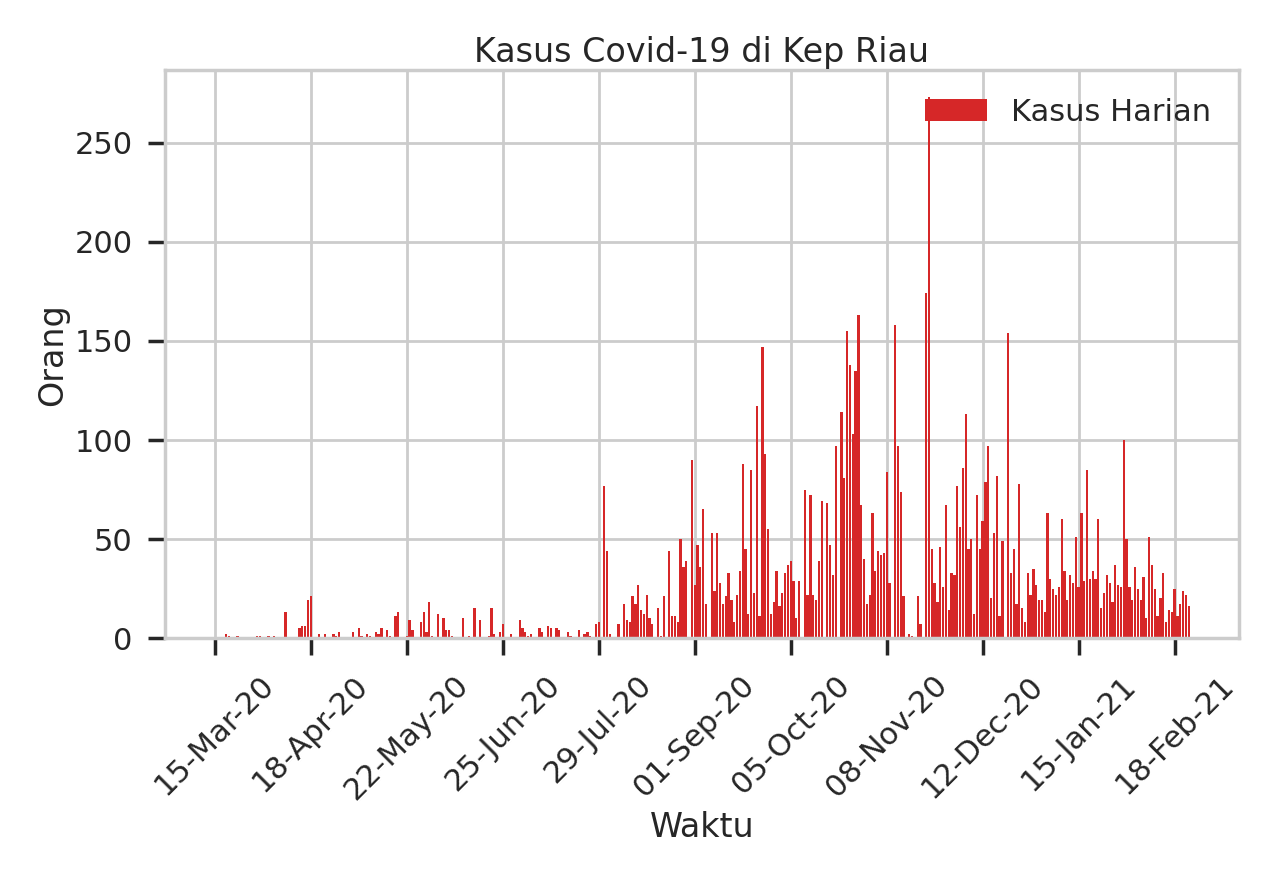 Kasus Covid-19 di Kep Riau
Kasus Harian
250
200
150
100
50
0
Orang
15-Mar-20
18-Apr-20
22-May-20
25-Jun-20
29-Jul-20
01-Sep-20
05-Oct-20
08-Nov-20
12-Dec-20
15-Jan-21
18-Feb-21
Waktu